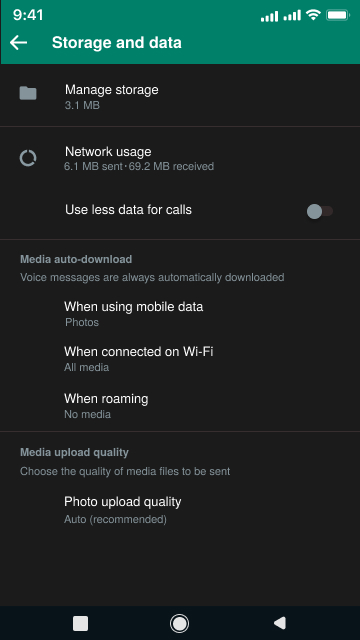 9:41
Storage and data
Manage storage
3.1 MB
Network usage
6.1 MB sent·69.2 MB received
Use less data for calls
Media auto-download
Voice messages are always automatically downloaded
When using mobile data
Photos
When connected on Wi-Fi
All media
When roaming
No media
Media upload quality
Choose the quality of media files to be sent
Photo upload quality
Auto (recommended)